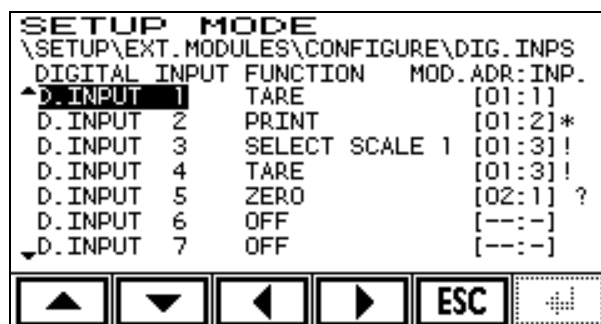 SETUP MODE
\SETUP\EXT.MODULES\CONFIGURE\DIG.INPS
DIGITAL INPUT FUNCTION MOD.ADR:INP.
D.INPUT 1 TARE [01:1]
D.INPUT 2 PRINT [01:2]*
D.INPUT 3 SELECT SCALE 1 [01:3]!
D.INPUT 4 TARE [01:3]!
D.INPUT 5 ZERO [02:1] ?
D.INPUT 6 OFF [--:-]
D.INPUT 7 OFF [--:-]
ESC